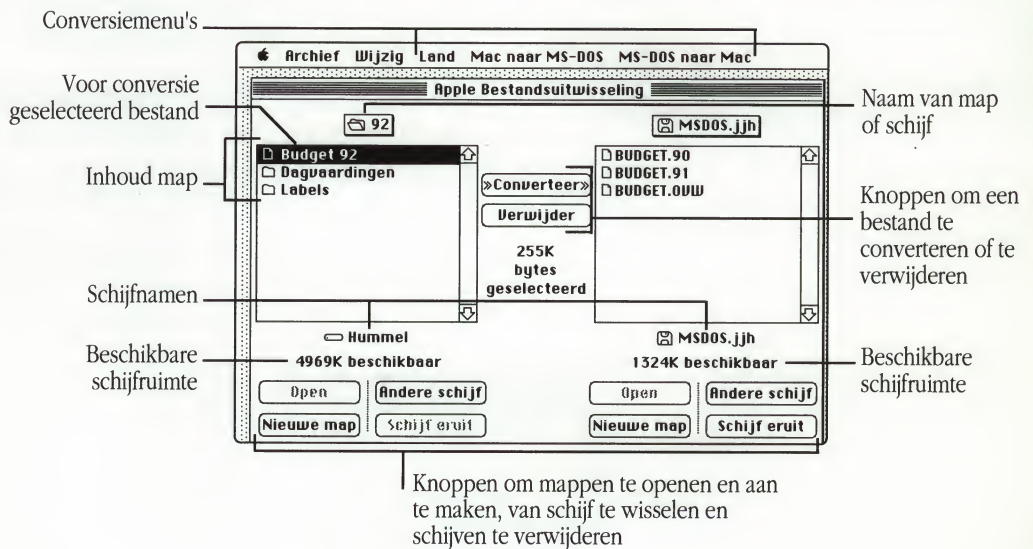 Conversiemenu's
Archief Wijzig Land Mac naar MS-DOS MS-DOS naar Mac
Voor conversie
geselecteerd bestand
Apple Bestandsuitwisseling
Naam van map
of schijf
92
MSDOS.jjh
Inhoud map
Budget 92
Dagvaardingen
Labels
»Converteer»
Verwijder
255K
bytes
geselecteerd
BUDGET.90
BUDGET.91
BUDGET.OVW
Knoppen om een
bestand te
converteren of te
verwijderen
Schijfnamen
Hummel
MSDOS.jjh
Beschikbare
schijfruimte
4969K beschikbaar
1324K beschikbaar
Beschikbare
schijfruimte
Open
Andere schijf
Open
Andere schijf
Nieuwe map
Schijf eruit
Nieuwe map
Schijf eruit
Knoppen om mappen te openen en aan
te maken, van schijf te wisselen en
schijven te verwijderen